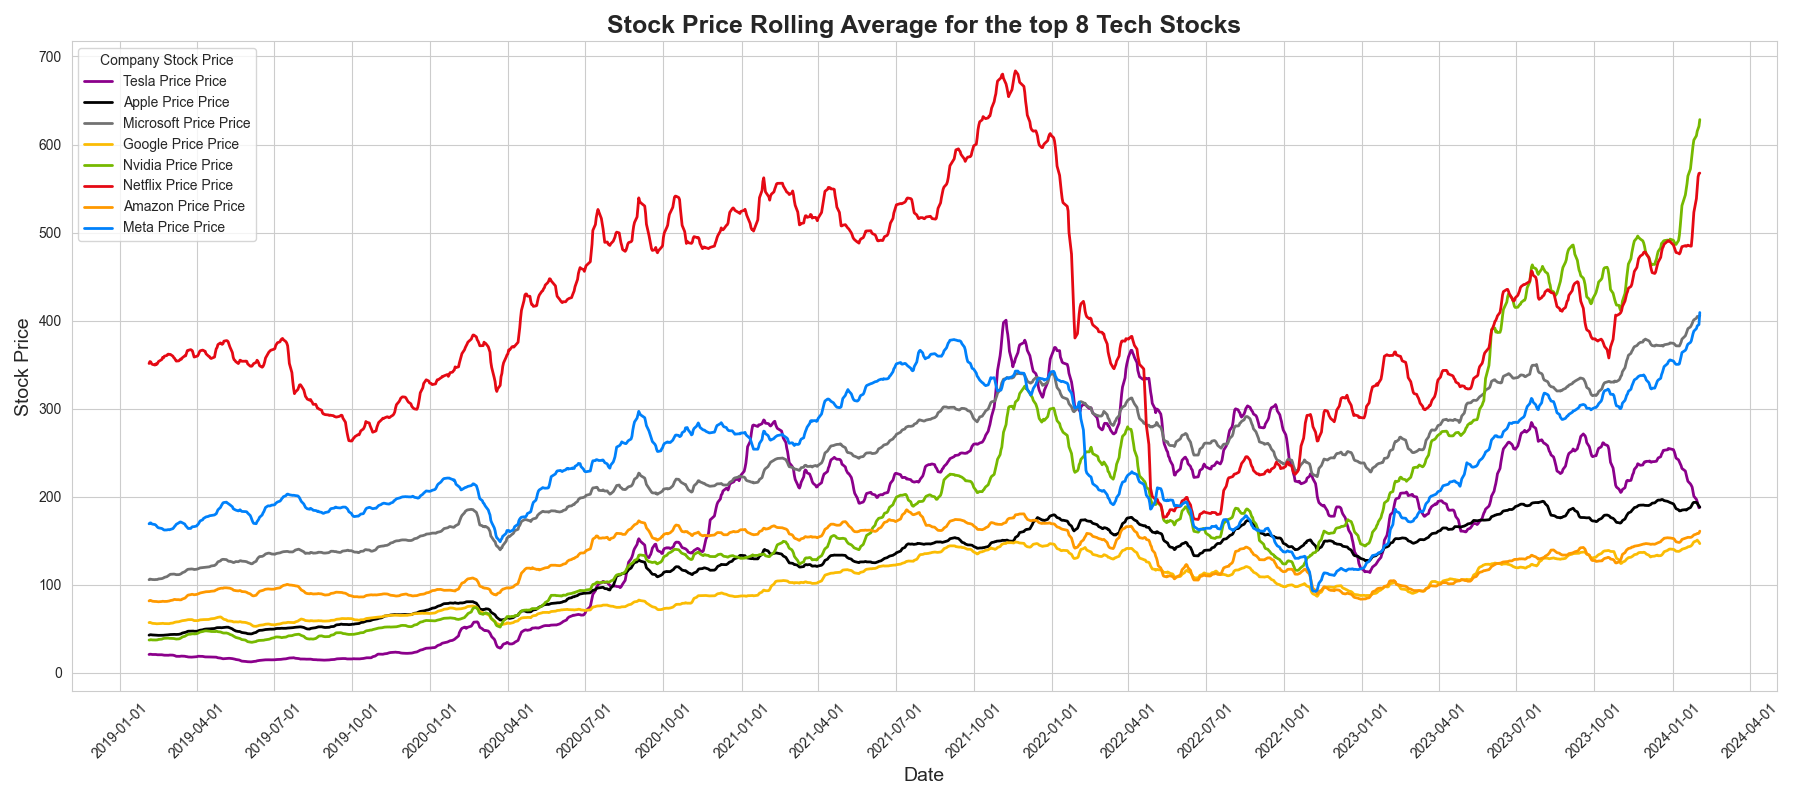 Stock Price Rolling Average for the top 8 Tech Stocks
Company Stock Price
Tesla Price Price
Apple Price Price
Microsoft Price Price
Google Price Price
Nvidia Price Price
Netflix Price Price
Amazon Price Price
Meta Price Price
Stock Price
700
600
500
400
300
200
100
0
2019-01-01
2019-04-01
2019-07-01
2019-10-01
2020-01-01
2020-04-01
2020-07-01
2020-10-01
2021-01-01
2021-04-01
2021-07-01
2021-10-01
2022-01-01
2022-04-01
2022-07-01
2022-10-01
2023-01-01
2023-04-01
2023-07-01
2023-10-01
2024-01-01
2024-04-01
Date